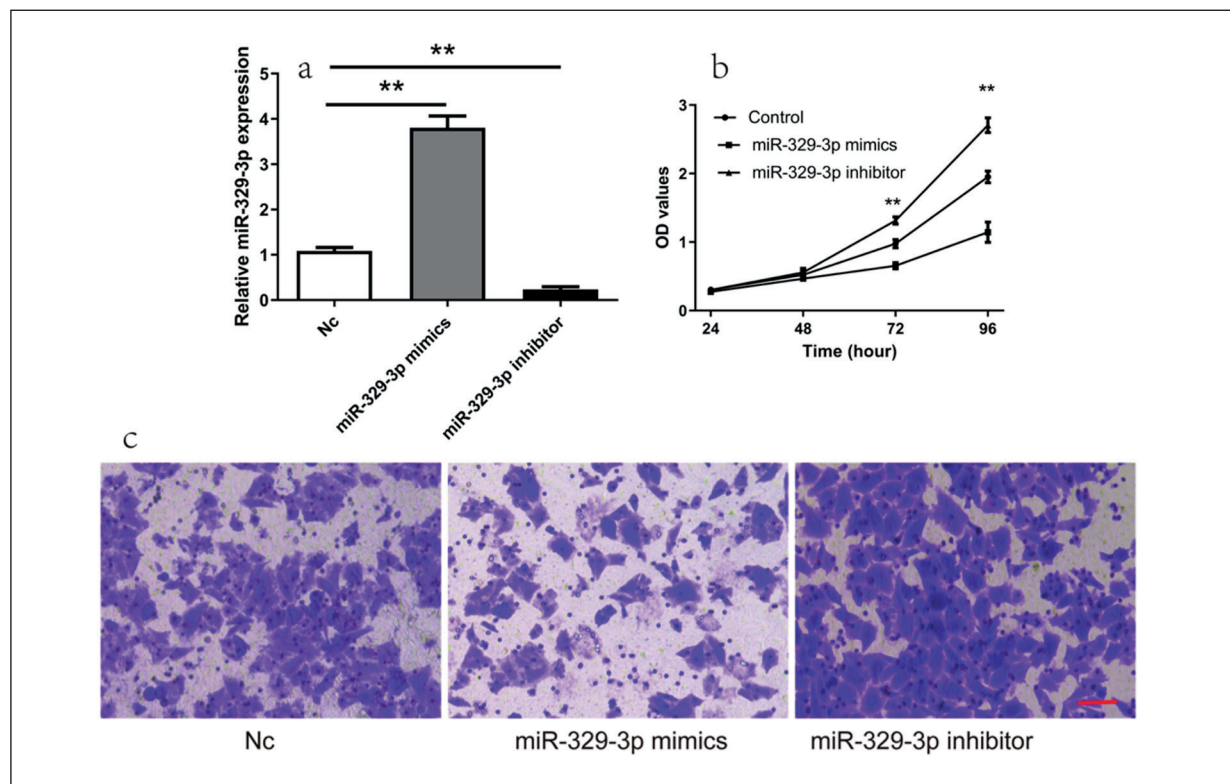 a
**
**
Relative miR-329-3p expression
5
4
3
2
1
0
Nc
miR-329-3p mimics
miR-329-3p inhibitor
b
**
**
Control
miR-329-3p mimics
miR-329-3p inhibitor
OD values
3
2
1
0
24 48 72 96
Time (hour)
c
Nc miR-329-3p mimics miR-329-3p inhibitor